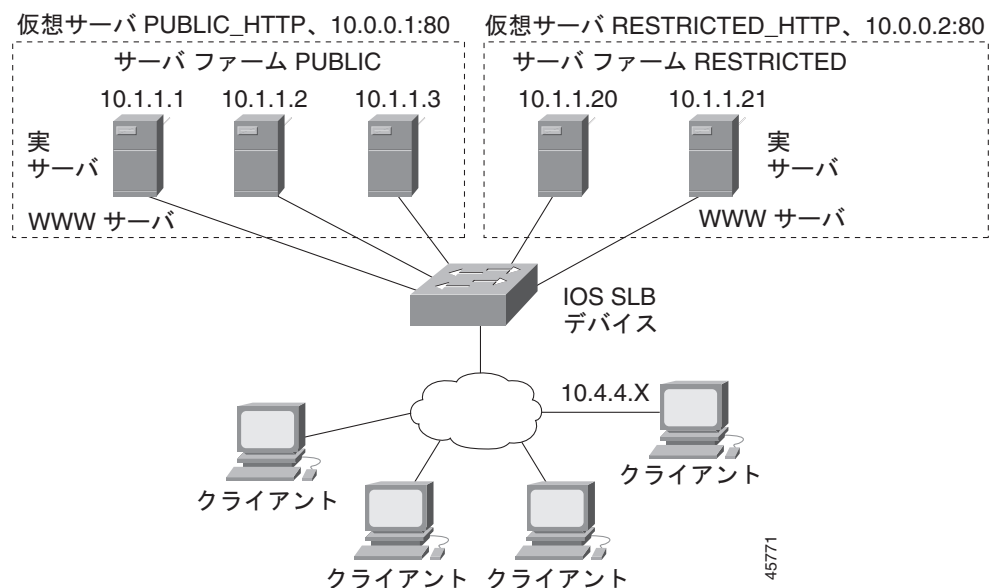 仮想サーバ PUBLIC_HTTP、10.0.0.1:80
サーバ ファーム PUBLIC
10.1.1.1 10.1.1.2 10.1.1.3
実
サーバ
WWW サーバ
仮想サーバ RESTRICTED_HTTP、10.0.0.2:80
サーバ ファーム RESTRICTED
10.1.1.20 10.1.1.21
実
サーバ
WWW サーバ
IOS SLB
デバイス
10.4.4.X
クライアント
クライアント
クライアント クライアント
45771